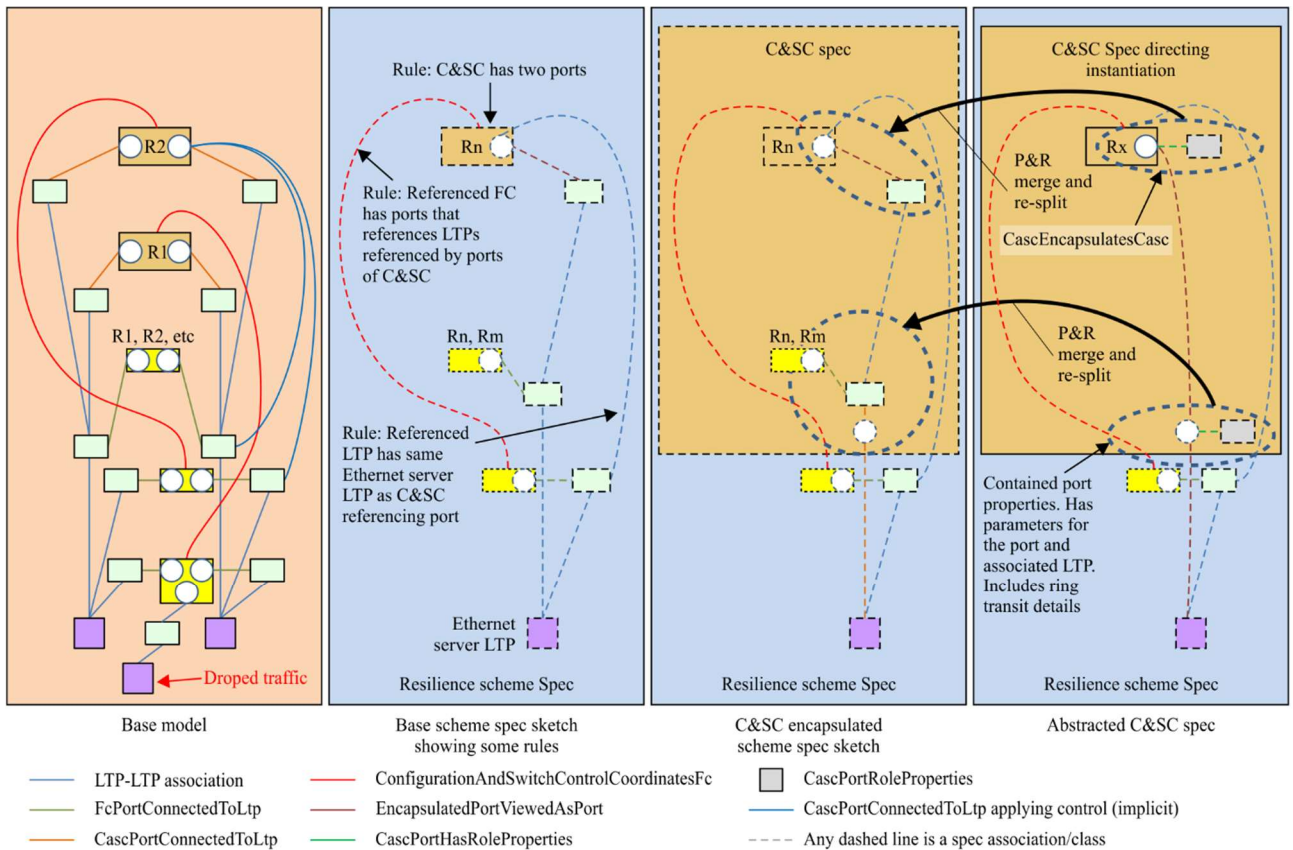 R2
R1
R1, R2, etc
Droped traffic
Base model
Rule: C&SC has two ports
Rn
Rule: Referenced FC
has ports that
references LTPs
referenced by ports
of C&SC
Rn, Rm
Rule: Referenced
LTP has same
Ethernet server
LTP as C&SC
referencing port
Ethernet
server LTP
Resilience scheme Spec
Base scheme spec sketch
showing some rules
C&SC spec
Rn
Rn, Rm
Resilience scheme Spec
C&SC encapsulated
scheme spec sketch
C&SC Spec directing
instantiation
Rx
P&R
merge and
re-split
CascEncapsulatesCasc
P&R
merge and
re-split
Contained port
properties. Has
parameters for
the port and
associated LTP.
Includes ring
transit details
Resilience scheme Spec
Abstracted C&SC spec
LTP-LTP association
FcPortConnectedToLtp
CascPortConnectedToLtp
ConfigurationAndSwitchControlCoordinatesFc
EncapsulatedPortViewedAsPort
CascPortHasRoleProperties
CascPortRoleProperties
CascPortConnectedToLtp applying control (implicit)
Any dashed line is a spec association/class